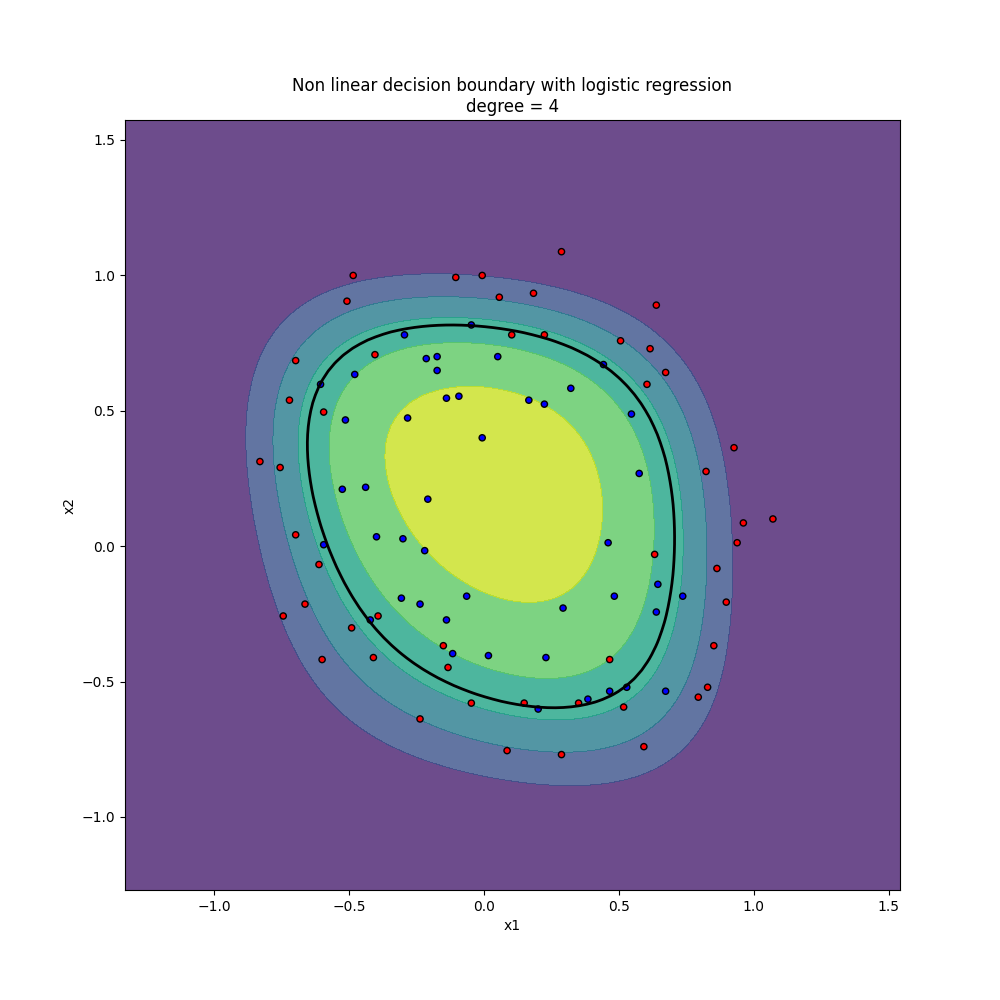 Non linear decision boundary with logistic regression
degree = 4
1.5
1.0
0.5
0.0
−0.5
−1.0
x2
−1.0 −0.5 0.0 0.5 1.0 1.5
x1